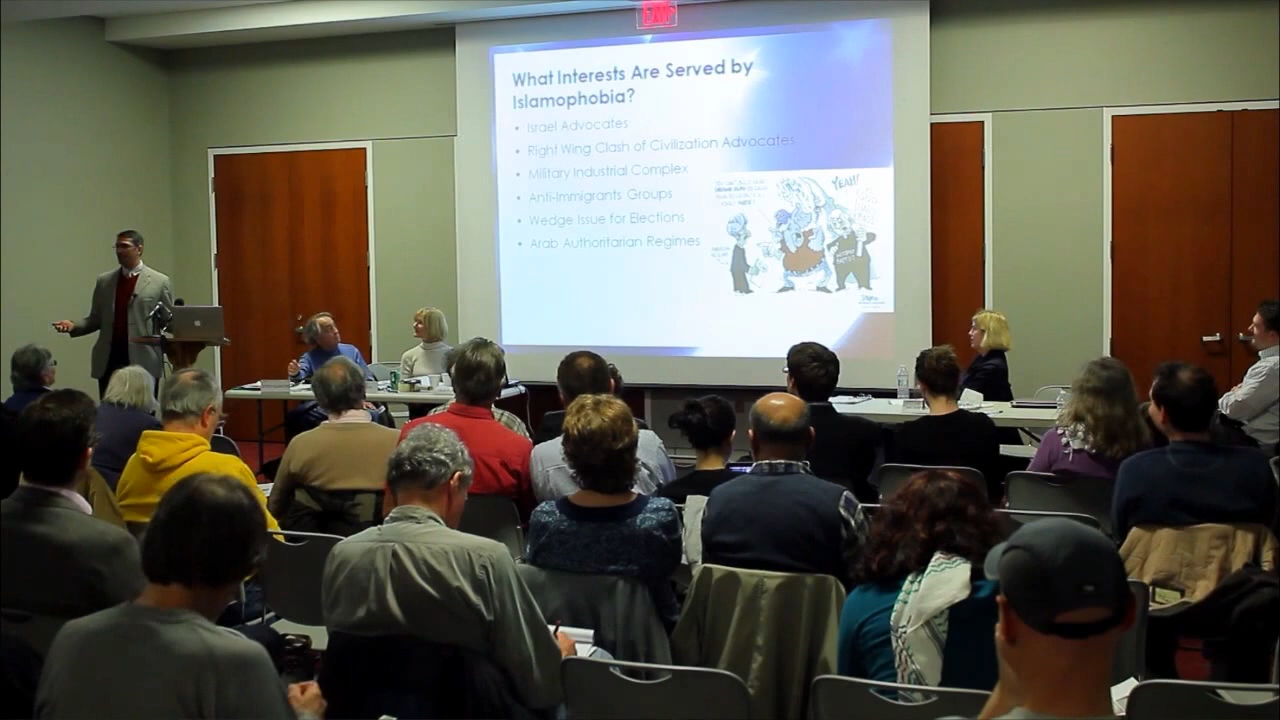 EXIT
What Interests Are Served by
Islamophobia?
• Israel Advocates
• Right Wing Clash of Civilization Advocates
• Military Industrial Complex
• Anti-Immigrants Groups
• Wedge Issue for Elections
• Arab Authoritarian Regimes
YEAH!